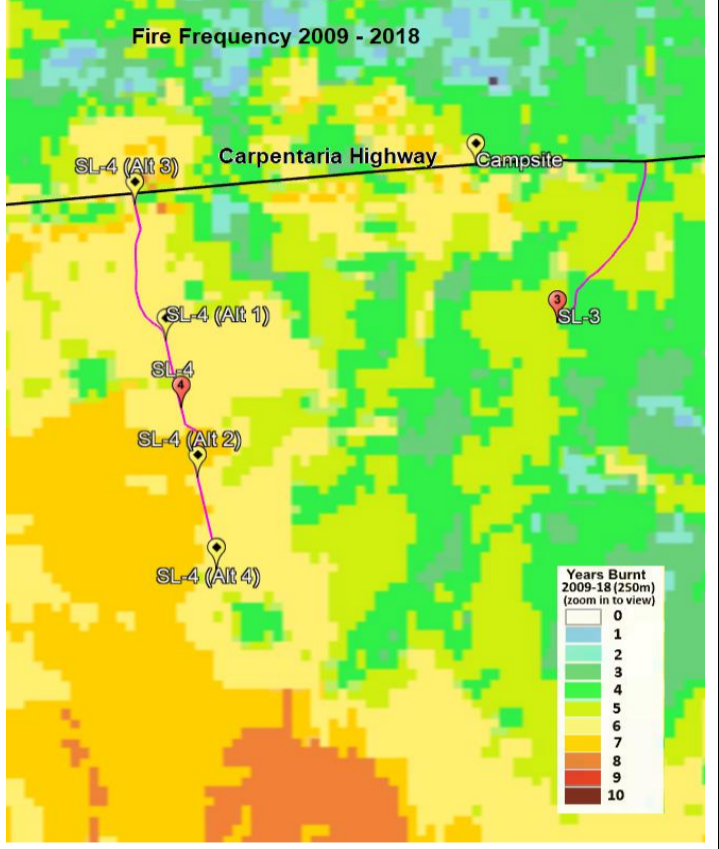 Fire Frequency 2009 - 2018
Carpentaria Highway
Campsite
SL-4 (Alt 3)
3
SL-3
SL-4 (Alt 1)
SL-4
4
SL-4 (Alt 2)
SL-4 (Alt 4)
Years Burnt
2009-18 (250m)
(zoom in to view)
0
1
2
3
4
5
6
7
8
9
10